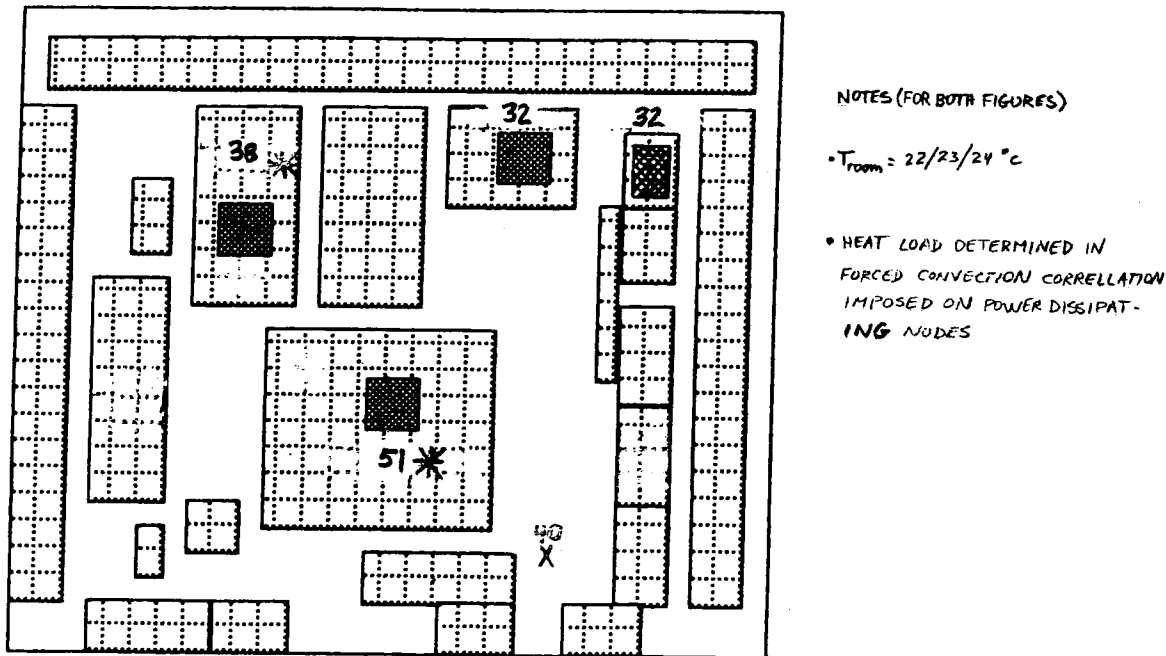 32
32
38
51
40
X
NOTES (FOR BOTH FIGURES)
• Troom = 22/23/24 °C
• HEAT LOAD DETERMINED IN
FORCED CONVECTION CORRELLATION
IMPOSED ON POWER DISSIPAT-
ING NODES